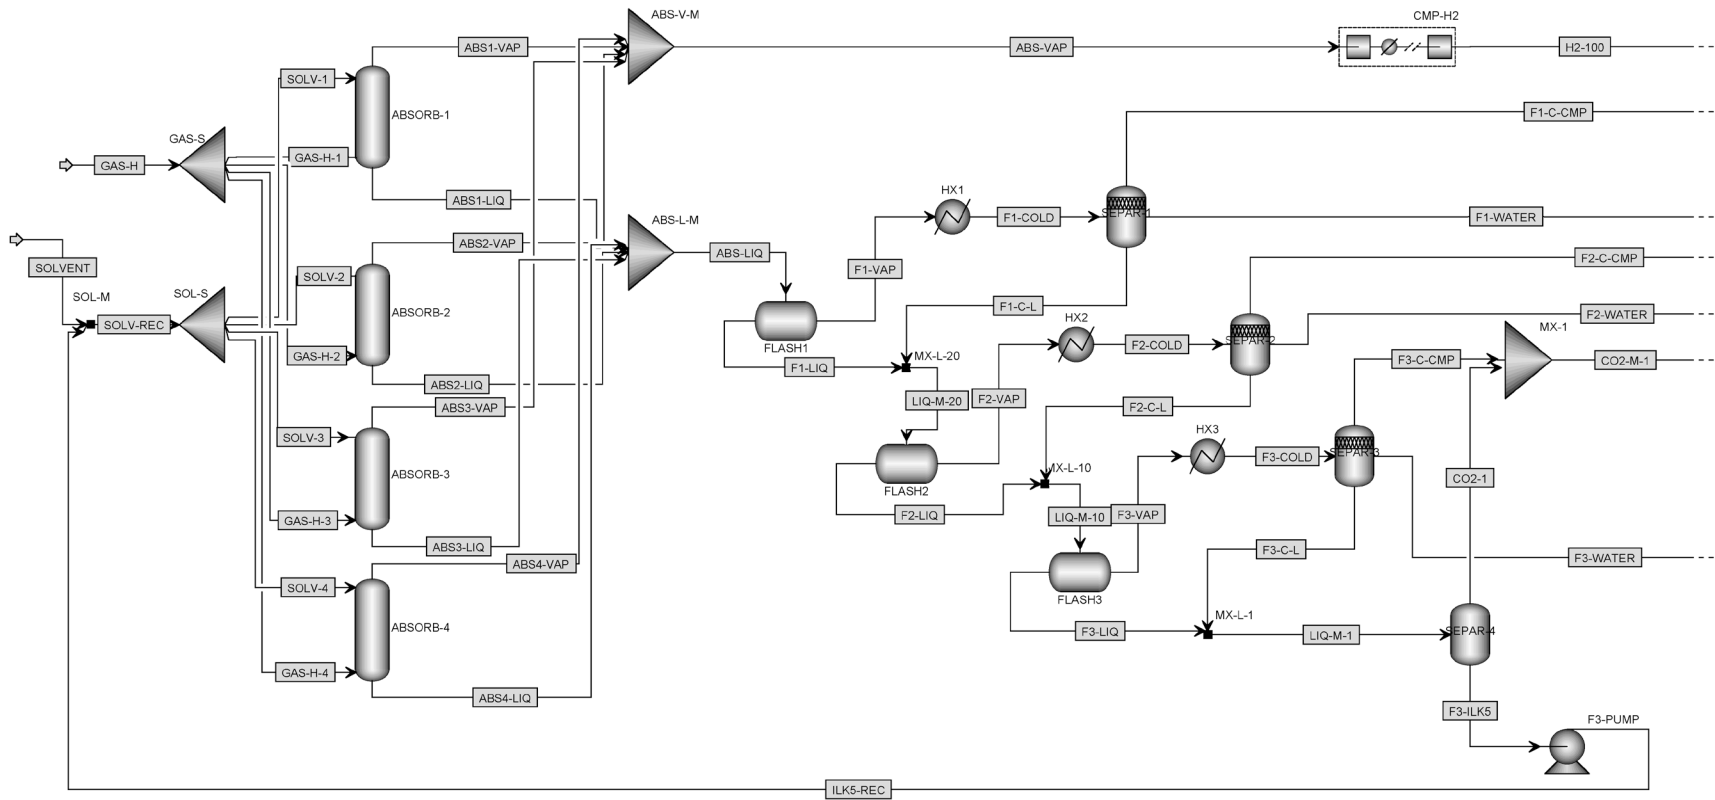 ABS-V-M
CMP-H2
ABS1-VAP
ABS-VAP
H2-100
SOLV-1
ABSORB-1
F1-C-CMP
GAS-S
GAS-H
GAS-H-1
HX1
ABS1-LIQ
ABS-L-M
F1-COLD
SEPAR-1
F1-WATER
ABS2-VAP
ABS-LIQ
SOLVENT
F1-VAP
F2-C-CMP
SOLV-2
SOL-M
SOL-S
F1-C-L
ABSORB-2
HX2
F2-WATER
SOLV-REC
MX-1
SEPAR-2
FLASH1
F2-COLD
GAS-H-2
MX-L-20
F1-LIQ
F3-C-CMP
CO2-M-1
ABS2-LIQ
LIQ-M-20
F2-VAP
ABS3-VAP
F2-C-L
HX3
SOLV-3
SEPAR-3
F3-COLD
ABSORB-3
MX-L-10
CO2-1
FLASH2
F2-LIQ
LIQ-M-10
F3-VAP
GAS-H-3
ABS3-LIQ
F3-C-L
F3-WATER
ABS4-VAP
SOLV-4
FLASH3
MX-L-1
ABSORB-4
F3-LIQ
LIQ-M-1
SEPAR-4
GAS-H-4
ABS4-LIQ
F3-ILK5
F3-PUMP
ILK5-REC